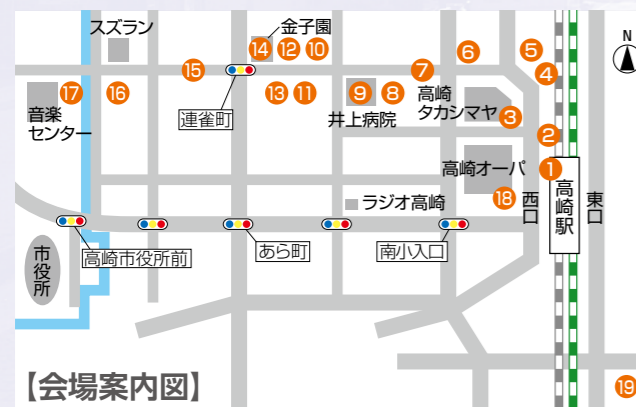 スズラン
金子園
N
⑭ ⑫ ⑩
⑥
⑤
④
⑮
⑦
⑰
⑯
⑬ ⑪
⑨ ⑧
音楽
センター
連雀町
井上病院
高崎
タカシマヤ
③
②
高崎オーパ
①
⑱
西口
高崎駅
東口
ラジオ高崎
市役所
高崎市役所前
あら町
南小入口
【会場案内図】
⑲